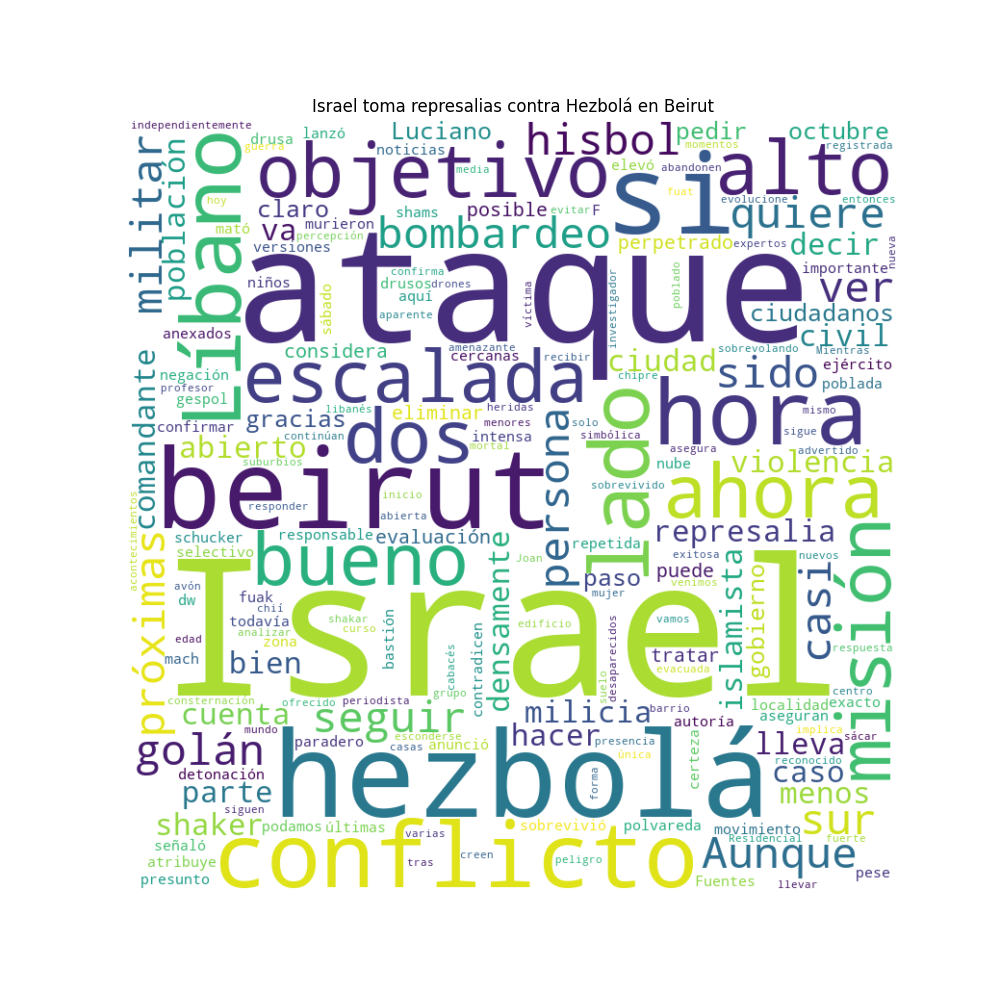 Israel toma represalias contra Hezbolá en Beirut
independientemente
guerra
drusa
lanzó
Luciano
noticias
hisbol
pedir
momentos
octubre
registrada
militar
población
Líbano
hoy
mató
objetivo
media
elevó
abandonen
si
alto
fuat
evolucione
entonces
claro
va
murieron
percepción
versiones
shams
posible
evitar
F
bombardeo
perpetrado
quiere
expertos
decir
nueva
niños
sábado
ataque
confirma
drusos
drones
aquí
aparente
víctima
investigador
poblado
importante
ver
ciudadanos
civil
anexados
considera
amenazante
cercanas
recibir
ciudad
sobrevolando
Mientras
ejército
negación
profesor
gespol
escalada
chipre
sido
poblada
comandante
confirmar
gracias
libanés
continúan
eliminar
heridas
menores
intensa
mortal
solo
simbólica
persona
lado
hora
mismo
sigue
advertido
asegura
abierto
suburbios
dos
nube
violencia
beirut
inicio
responder
abierta
sobrevivido
ahora
acontecimientos
próximas
schucker
selectivo
responsable
evaluación
densamente
repetida
represalia
exitosa
nuevos
misión
bueno
Joan
avón
dw
fuak
chií
todavía
shakar
curso
analizar
bastión
edificio
paso
mujer
puede
venimos
islamista
gobierno
casi
edad
mach
zona
bien
contradicen
vamos
tratar
evacuada
respuesta
Israel
cabacés
grupo
suelo
desaparecidos
barrio
centro
consternación
ofrecido
periodista
localidad
exacto
cuenta
seguir
milicia
autoría
aseguran
implica
mundo
golán
paradero
esconderse
casas
anunció
hacer
presencia
única
certeza
lleva
sácar
reconocido
detonación
siguen
parte
hezbolá
forma
caso
menos
shaker
podamos
últimas
varias
sobrevivió
polvareda
movimiento
Residencial
sur
fuerte
señaló
atribuye
presunto
conflicto
tras
creen
peligro
Aunque
Fuentes
llevar
pese